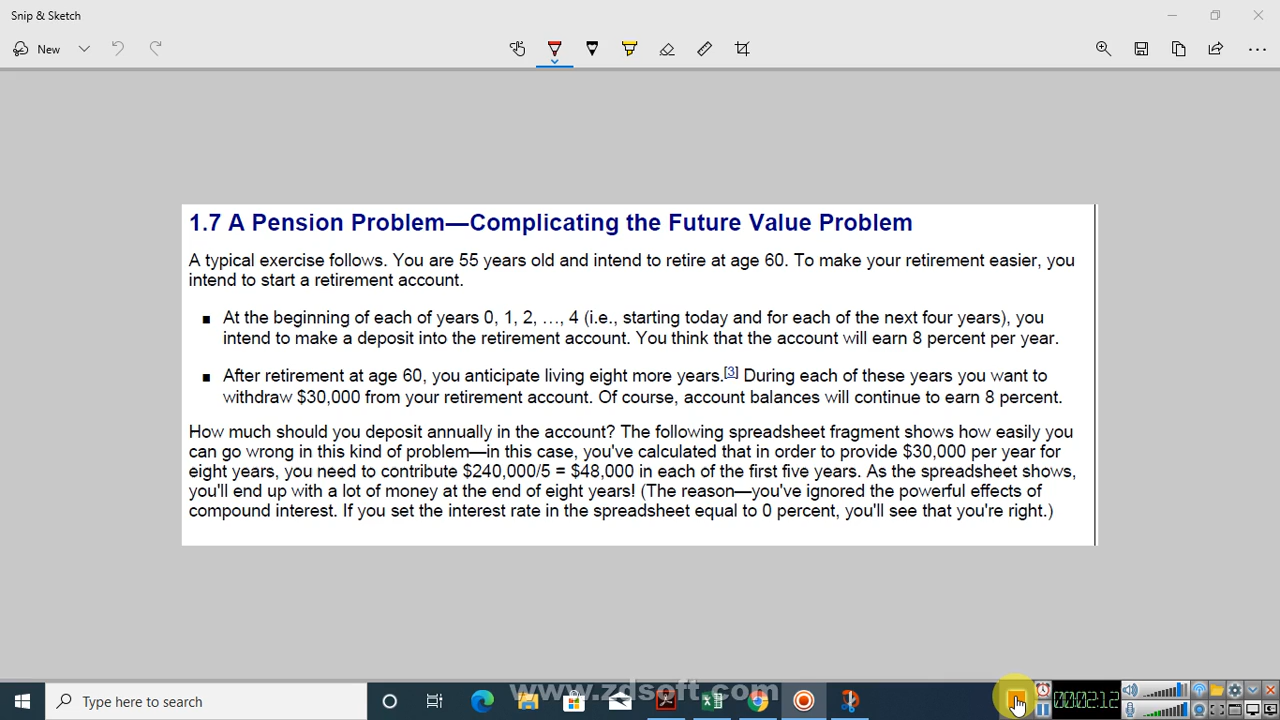 Snip & Sketch
New
1.7 A Pension Problem—Complicating the Future Value Problem
A typical exercise follows. You are 55 years old and intend to retire at age 60. To make your retirement easier, you
intend to start a retirement account.
▪ At the beginning of each of years 0, 1, 2, …, 4 (i.e., starting today and for each of the next four years), you
intend to make a deposit into the retirement account. You think that the account will earn 8 percent per year.
▪ After retirement at age 60, you anticipate living eight more years.[3] During each of these years you want to
withdraw $30,000 from your retirement account. Of course, account balances will continue to earn 8 percent.
How much should you deposit annually in the account? The following spreadsheet fragment shows how easily you
can go wrong in this kind of problem—in this case, you've calculated that in order to provide $30,000 per year for
eight years, you need to contribute $240,000/5 = $48,000 in each of the first five years. As the spreadsheet shows,
you'll end up with a lot of money at the end of eight years! (The reason—you've ignored the powerful effects of
compound interest. If you set the interest rate in the spreadsheet equal to 0 percent, you'll see that you're right.)
Type here to search
www.zdsoft.com
00:02:12